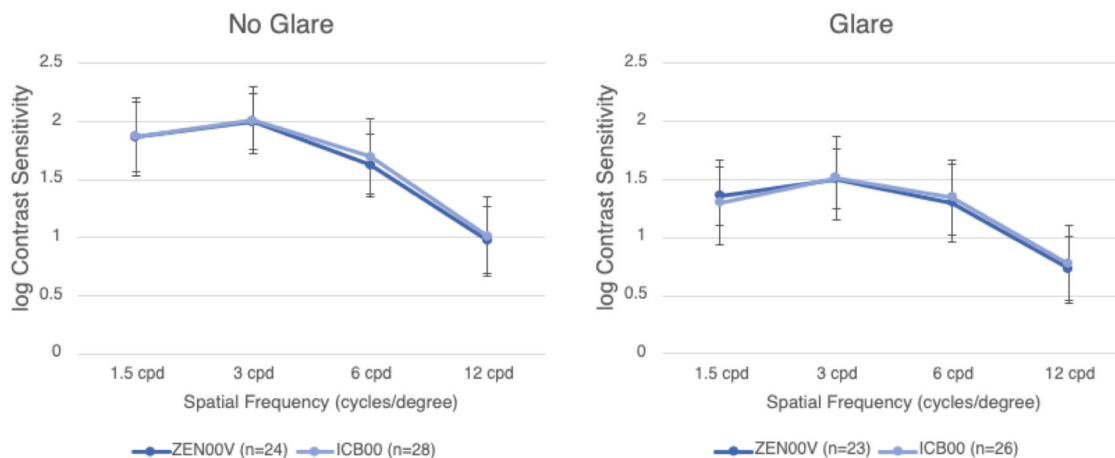 No Glare
log Contrast Sensitivity
2.5
2
1.5
1
0.5
0
1.5 cpd 3 cpd 6 cpd 12 cpd
Spatial Frequency (cycles/degree)
ZEN00V (n=24) ICB00 (n=28)
Glare
log Contrast Sensitivity
2.5
2
1.5
1
0.5
0
1.5 cpd 3 cpd 6 cpd 12 cpd
Spatial Frequency (cycles/degree)
ZEN00V (n=23) ICB00 (n=26)